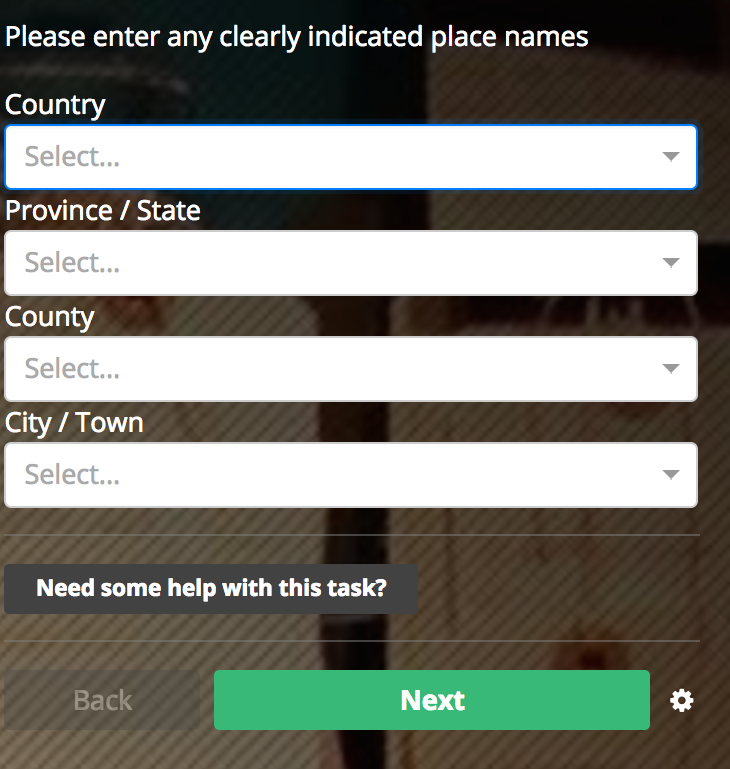 Please enter any clearly indicated place names
Country
Select...
Province / State
Select...
County
Select...
City / Town
Select...
Need some help with this task?
Back
Next